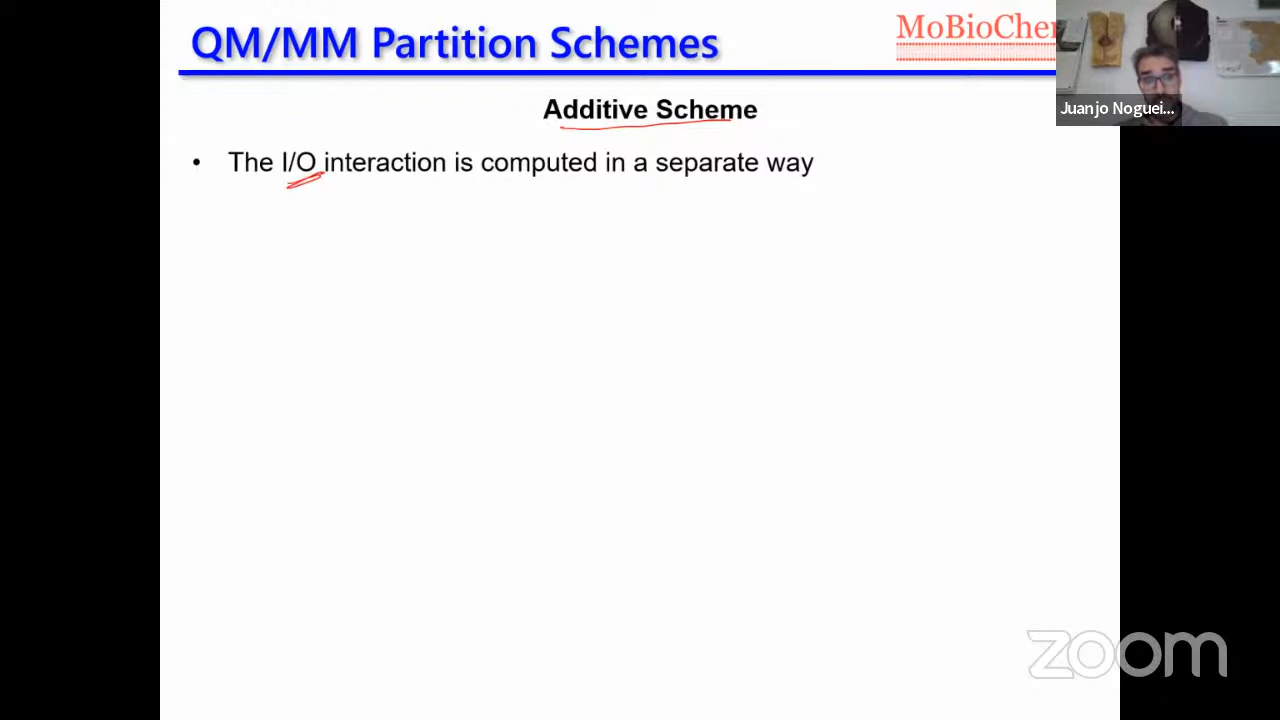 QM/MM Partition Schemes
MoBioChem
Juanjo Noguei...
Additive Scheme
• The I/O interaction is computed in a separate way
zoom